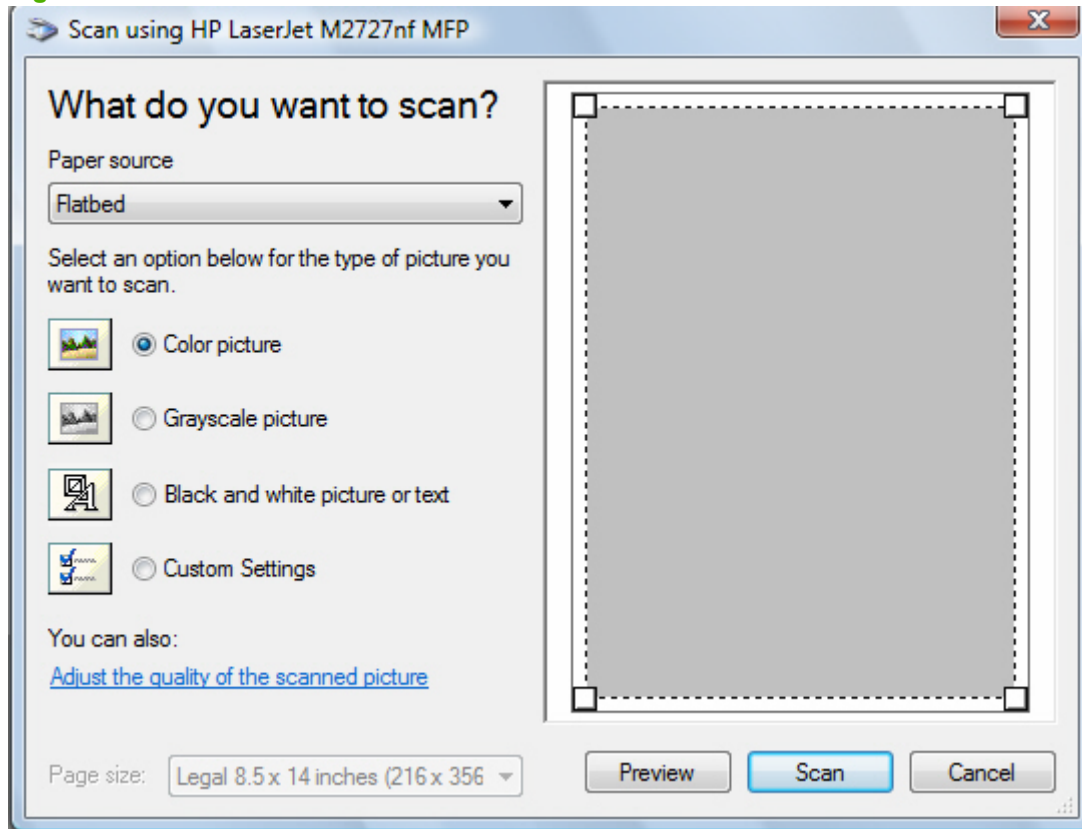 Scan using HP LaserJet M2727nf MFP
What do you want to scan?
Paper source
Flatbed
Select an option below for the type of picture you
want to scan.
Color picture
Grayscale picture
Black and white picture or text
Custom Settings
You can also:
Adjust the quality of the scanned picture
Page size: Legal 8.5 x 14 inches (216 x 356
Preview Scan Cancel